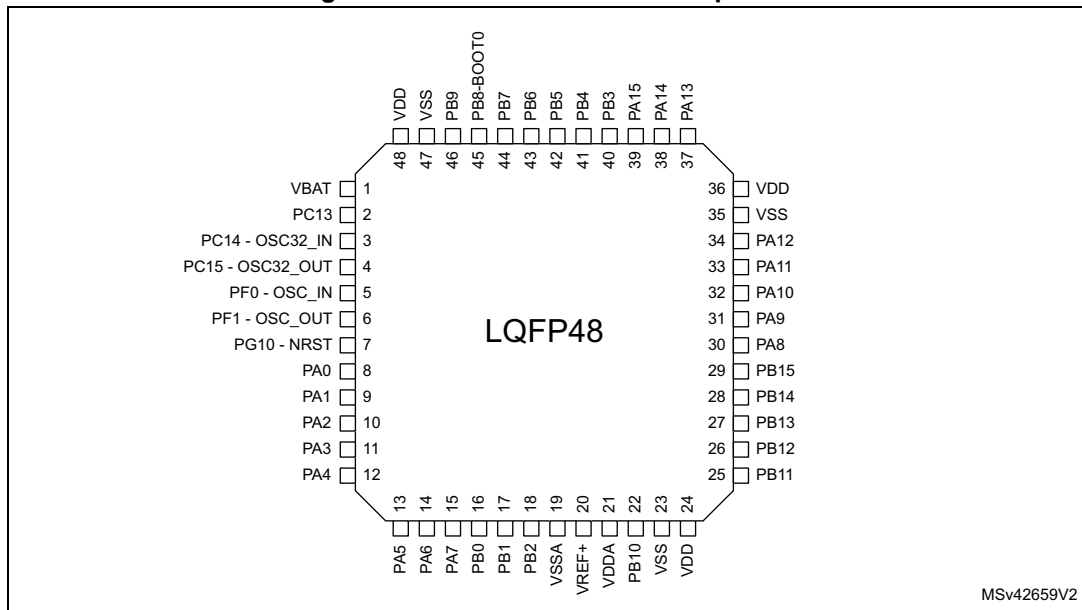 VDD
VSS
PB9
PB8-BOOT0
PB7
PB6
PB5
PB4
PB3
PA15
PA14
PA13
48
47
46
45
44
43
42
41
40
39
38
37
VBAT 1
PC13 2
PC14 - OSC32_IN 3
PC15 - OSC32_OUT 4
PF0 - OSC_IN 5
PF1 - OSC_OUT 6
PG10 - NRST 7
PA0 8
PA1 9
PA2 10
PA3 11
PA4 12
LQFP48
36 VDD
35 VSS
34 PA12
33 PA11
32 PA10
31 PA9
30 PA8
29 PB15
28 PB14
27 PB13
26 PB12
25 PB11
13
14
15
16
17
18
19
20
21
22
23
24
PA5
PA6
PA7
PB0
PB1
PB2
VSSA
VREF+
VDDA
PB10
VSS
VDD
MSv42659V2